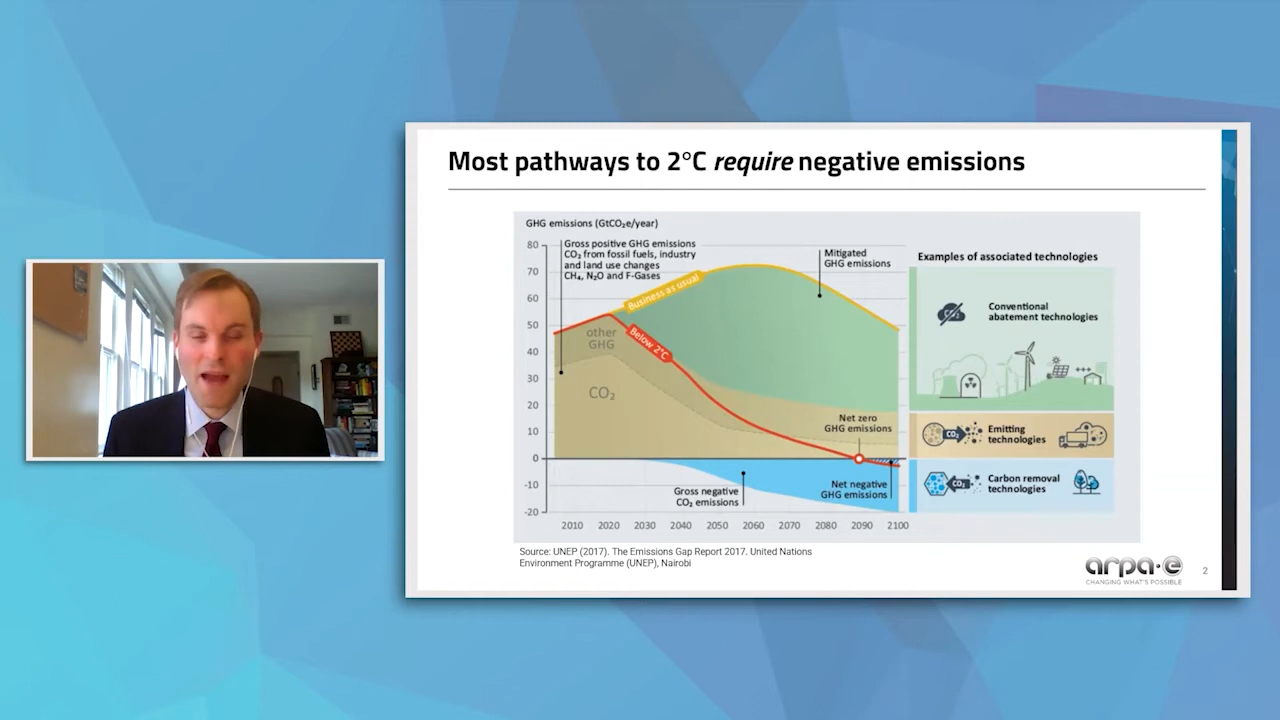 Most pathways to 2°C require negative emissions
GHG emissions (GtCO₂e/year)
80
70
60
50
40
30
20
10
0
-10
-20
Gross positive GHG emissions
CO₂ from fossil fuels, industry
and land use changes
CH₄, N₂O and F-Gases
Business as usual
Mitigated
GHG emissions
other
GHG
Below 2°C
CO₂
Net zero
GHG emissions
Gross negative
CO₂ emissions
Net negative
GHG emissions
2010 2020 2030 2040 2050 2060 2070 2080 2090 2100
Examples of associated technologies
CO₂
Conventional
abatement technologies
CO₂
Emitting
technologies
CO₂
Carbon removal
technologies
Source: UNEP (2017). The Emissions Gap Report 2017. United Nations
Environment Programme (UNEP), Nairobi
arpa·e
CHANGING WHAT'S POSSIBLE
2